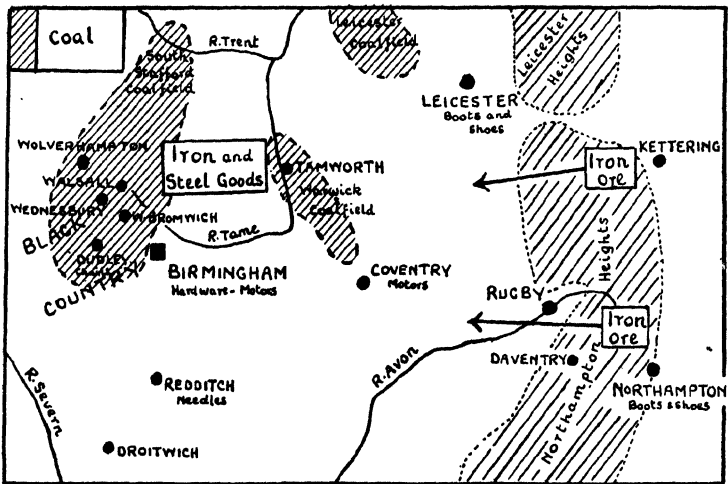 Coal
R.Trent
South
Stafford
Coalfield
Leicester
Coalfield
Leicester
Heights
LEICESTER
Boots and
shoes
WOLVERHAMPTON
WALSALL
WEDNESBURY
W.BROMWICH
BLACK
COUNTRY
DUDLEY
Iron and
Steel Goods
TAMWORTH
Warwick
Coalfield
R.Tame
Iron
Ore
KETTERING
BIRMINGHAM
Hardware-Motors
COVENTRY
Motors
RUGBY
Iron
Ore
Northampton
Heights
DAVENTRY
R.Avon
NORTHAMPTON
Boots & shoes
REDDITCH
Needles
R.Severn
DROITWICH